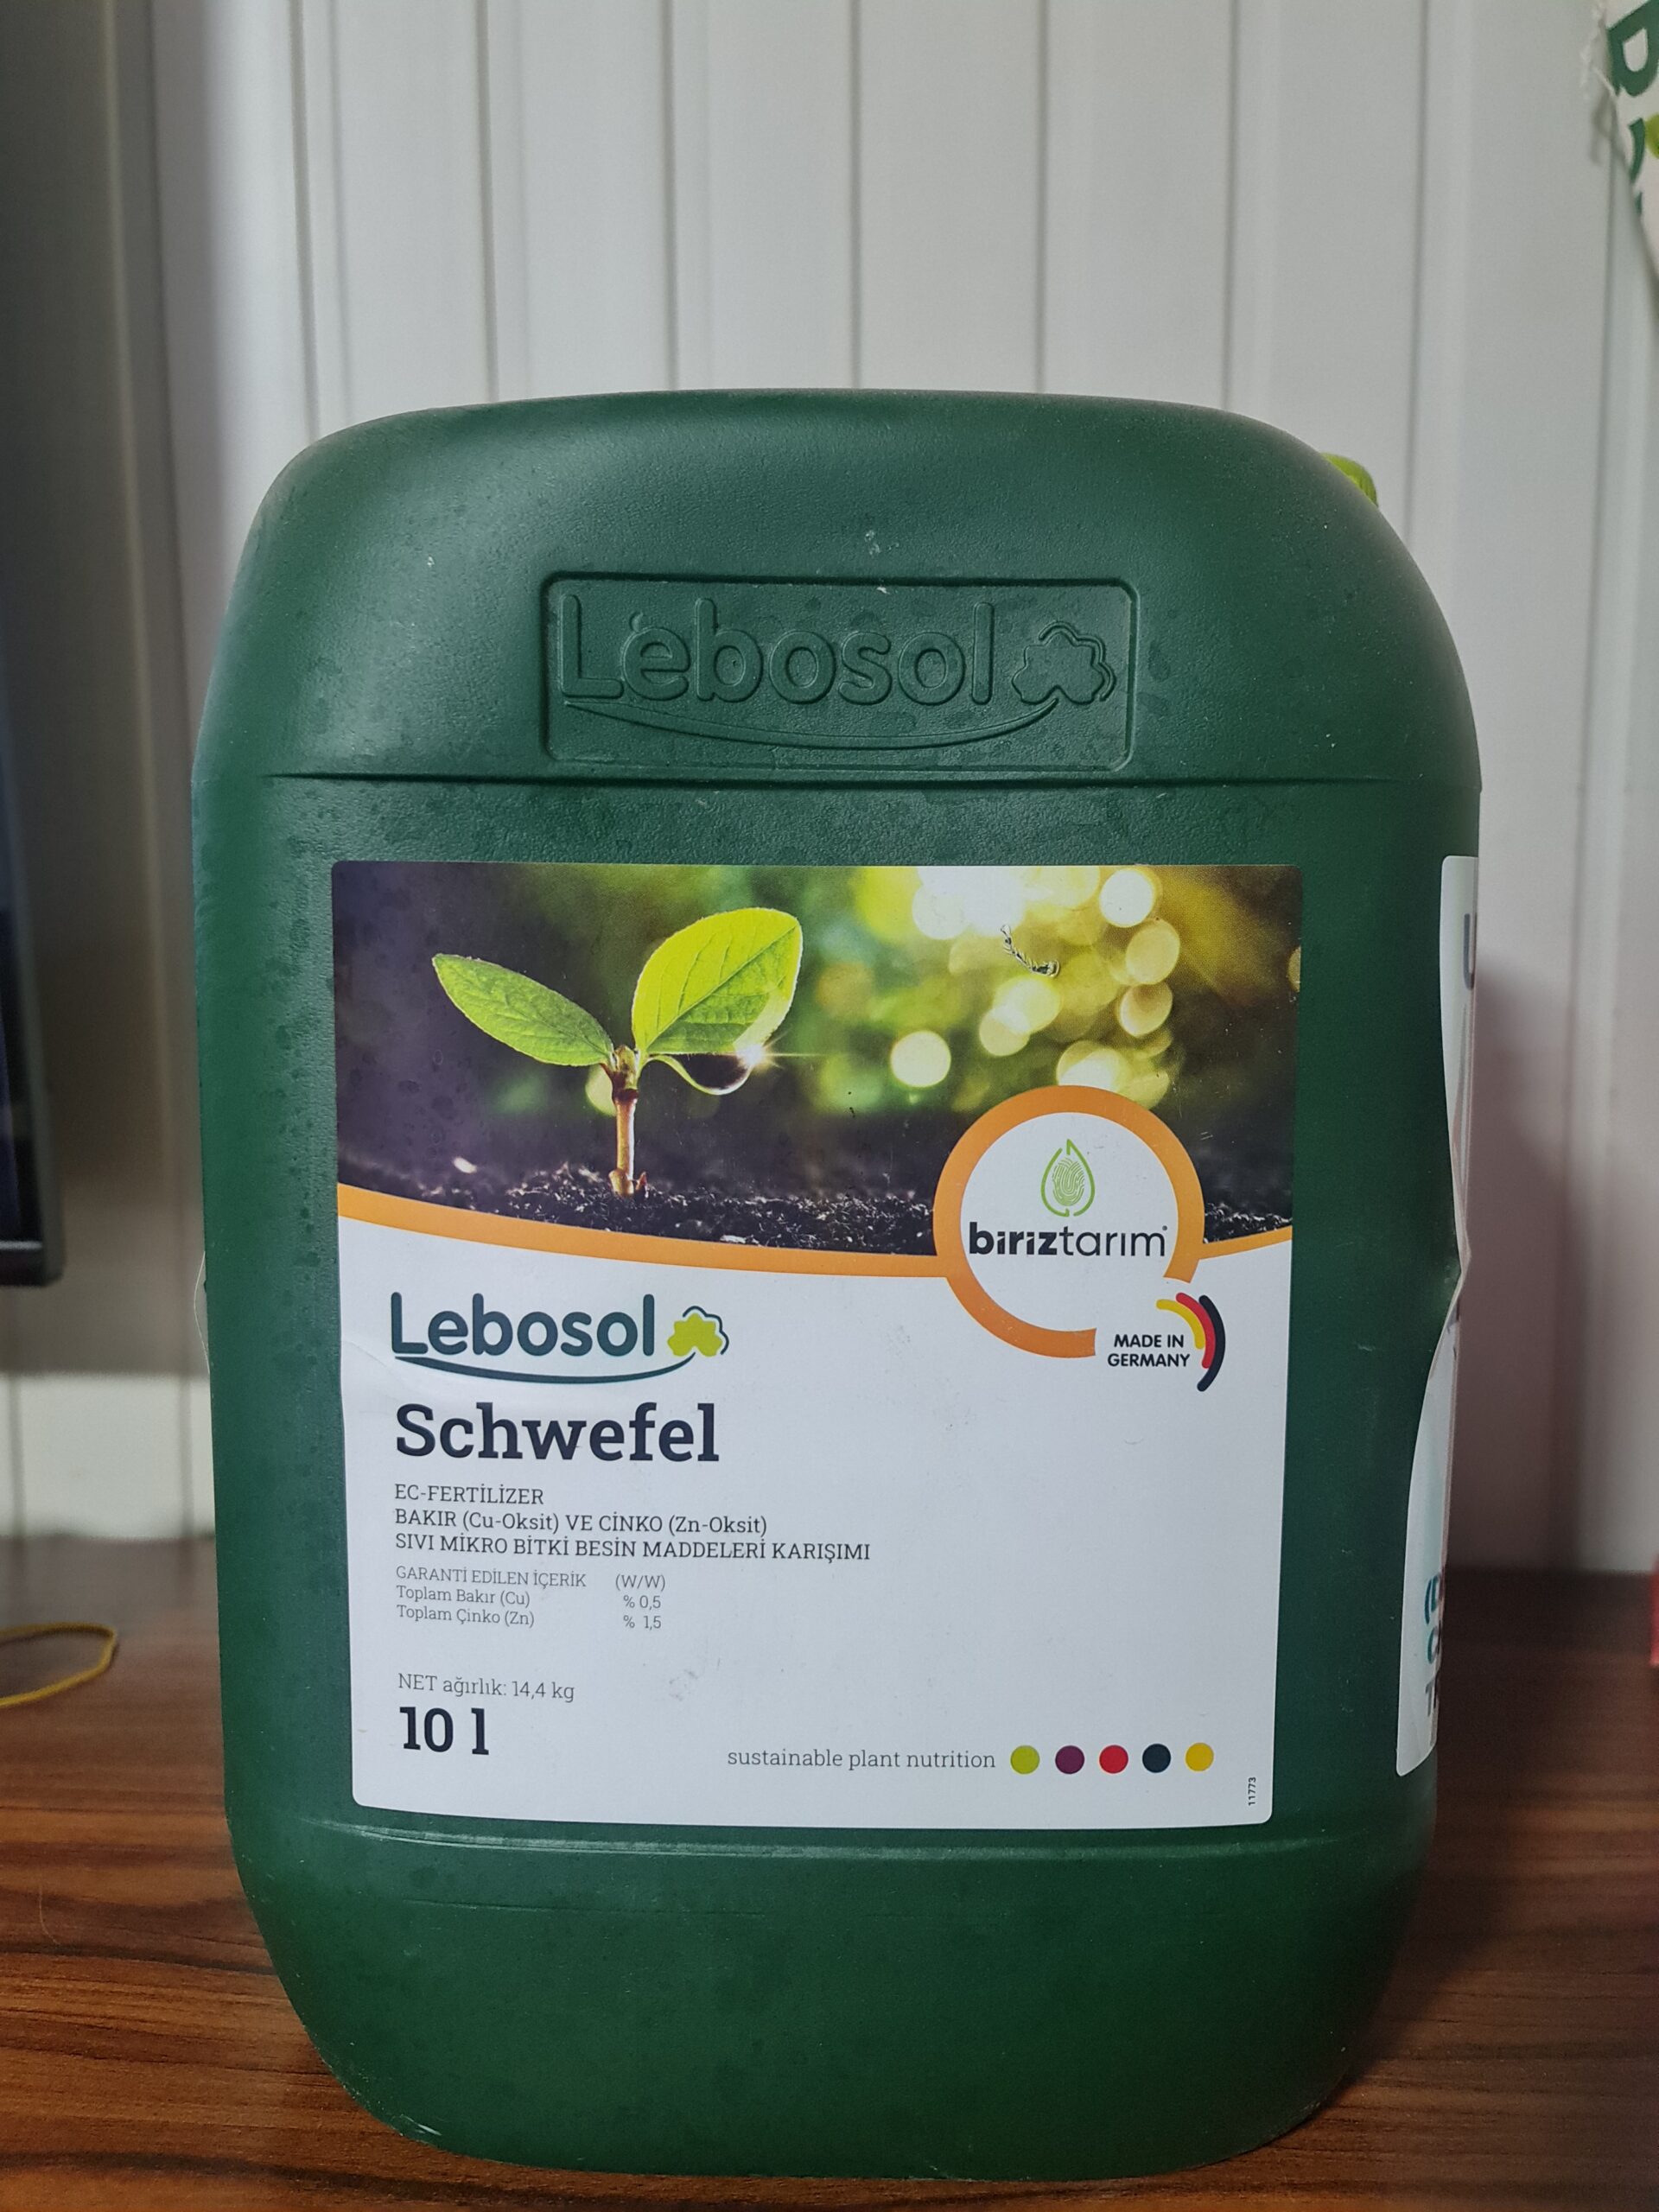 Lebosol
biriztarım
MADE IN
GERMANY
Lebosol
Schwefel
EC-FERTİLİZER
BAKIR (Cu-Oksit) VE CİNKO (Zn-Oksit)
SIVI MİKRO BİTKİ BESİN MADDELERİ KARIŞIMI
GARANTİ EDİLEN İÇERİK (W/W)
Toplam Bakır (Cu) % 0,5
Toplam Çinko (Zn) % 1,5
NET ağırlık: 14,4 kg
10 l
sustainable plant nutrition
11773